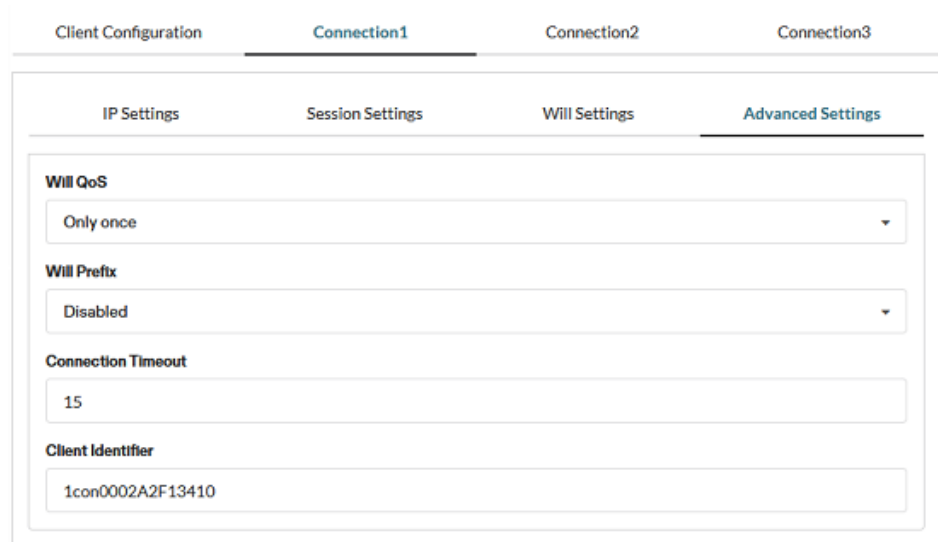 Client Configuration Connection1 Connection2 Connection3
IP Settings Session Settings Will Settings Advanced Settings
Will QoS
Only once
Will Prefix
Disabled
Connection Timeout
15
Client Identifier
1con0002A2F13410